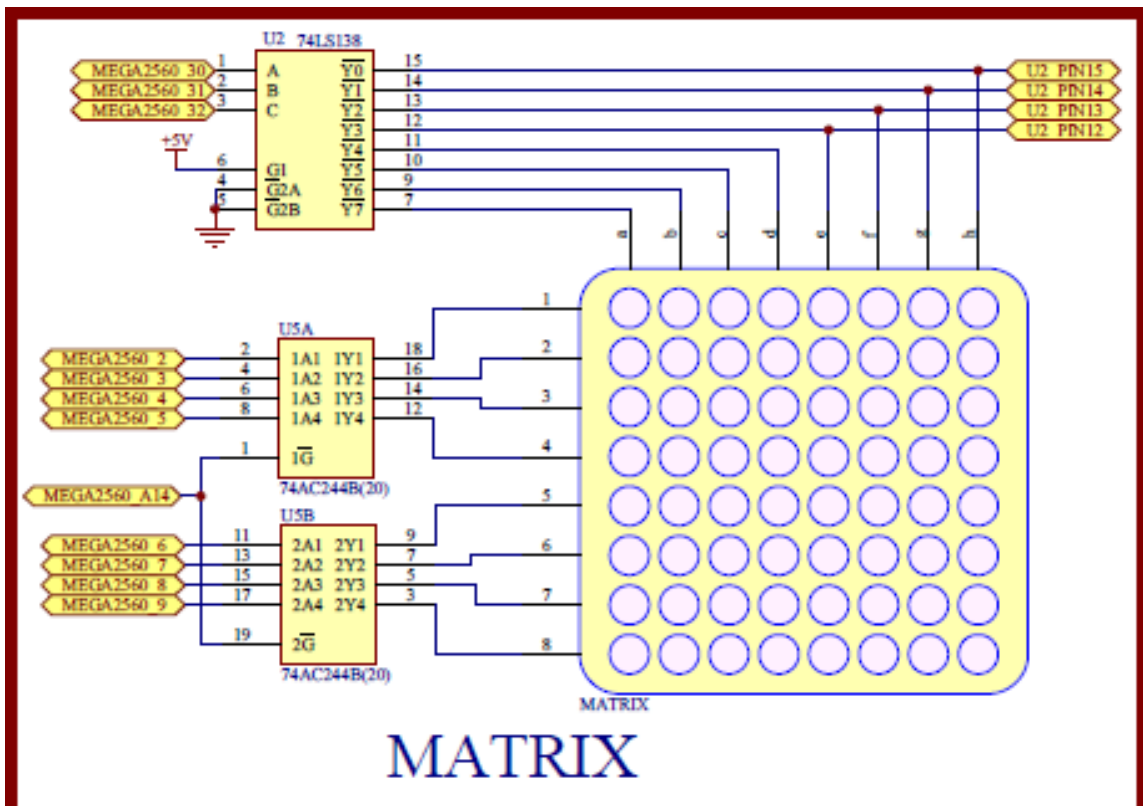 U2 74LS138
MEGA2560_30 1 A Y0 15 U2_PIN15
MEGA2560_31 2 B Y1 14 U2_PIN14
MEGA2560_32 3 C Y2 13 U2_PIN13
Y3 12 U2_PIN12
+5V
Y4 11
6 G1 Y5 10
4 G2A Y6 9
5 G2B Y7 7
a b c d e f g h
1
U5A
MEGA2560_2 2 1A1 1Y1 18
2
MEGA2560_3 4 1A2 1Y2 16
MEGA2560_4 6 1A3 1Y3 14
3
MEGA2560_5 8 1A4 1Y4 12
1 1G 4
74AC244B(20)
MEGA2560_A14
5
U5B
MEGA2560_6 11 2A1 2Y1 9
6
MEGA2560_7 13 2A2 2Y2 7
MEGA2560_8 15 2A3 2Y3 5
7
MEGA2560_9 17 2A4 2Y4 3
19 2G 8
74AC244B(20)
MATRIX
MATRIX